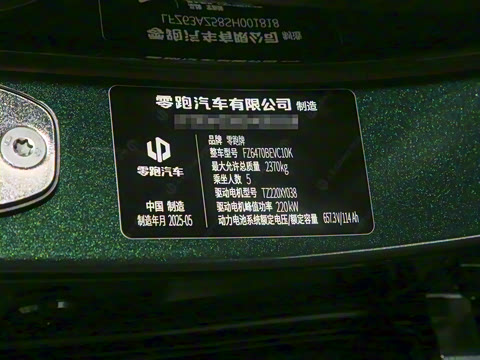 零跑汽车有限公司 制造
品牌 零跑牌
整车型号 FZ6470BEVC10K
最大允许总质量 2370kg
乘坐人数 5
驱动电机型号 TZ220XY038
驱动电机峰值功率 220kW
动力电池系统额定电压/额定容量 657.3V/114Ah
零跑汽车
中国 制造
制造年月 2025-05